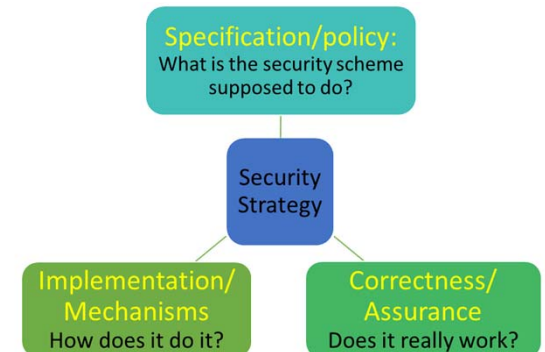 Specification/policy:
What is the security scheme
supposed to do?
Security
Strategy
Implementation/
Mechanisms
How does it do it?
Correctness/
Assurance
Does it really work?